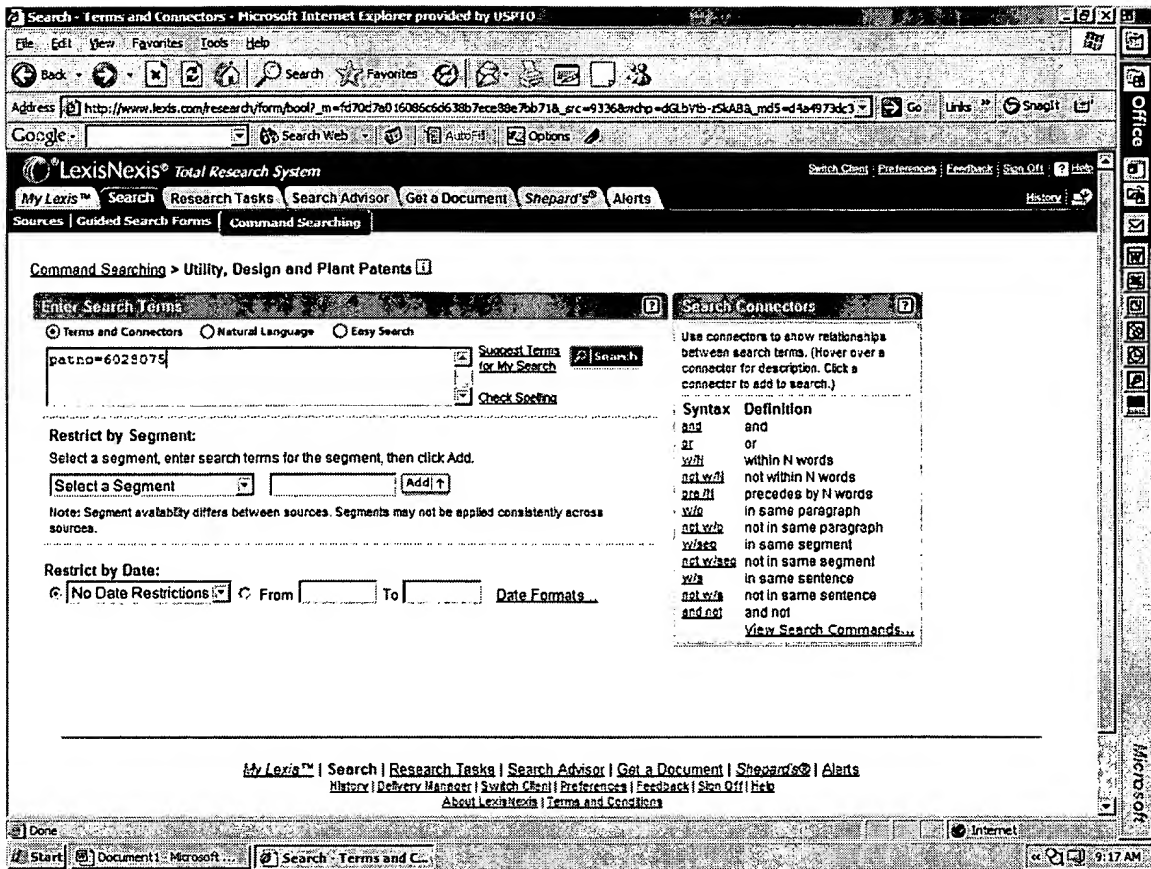 Search - Terms and Connectors - Microsoft Internet Explorer provided by USPTO
File Edit View Favorites Tools Help
Back Search Favorites
Address http://www.lexis.com/research/form/bool?_m=fd70d7a016086c6d638b7ece88e7bb71&_src=9336&wchp=dGLbVtb-zSkAB&_md5=d3a4973dc3 Go Links » SnagIt
Google - Search Web AutoFill Options
Office
LexisNexis® Total Research System Switch Client | Preferences | Feedback | Sign Off | ? Help
My Lexis™ Search Research Tasks Search Advisor Get a Document Shepard's® Alerts History
Sources | Guided Search Forms | Command Searching
Command Searching > Utility, Design and Plant Patents i
Enter Search Terms ?
Terms and Connectors Natural Language Easy Search
patno=6028075
Suggest Terms for My Search
Search
Check Spelling
Restrict by Segment:
Select a segment, enter search terms for the segment, then click Add.
Select a Segment Add ↑
Note: Segment availability differs between sources. Segments may not be applied consistently across
sources.
Restrict by Date:
No Date Restrictions From To Date Formats...
Search Connectors ?
Use connectors to show relationships
between search terms. (Hover over a
connector for description. Click a
connector to add to search.)
Syntax Definition
and and
or or
w/N within N words
not w/N not within N words
pre/N precedes by N words
w/p in same paragraph
not w/p not in same paragraph
w/seg in same segment
not w/seg not in same segment
w/s in same sentence
not w/s not in same sentence
and not and not
View Search Commands...
My Lexis™ | Search | Research Tasks | Search Advisor | Get a Document | Shepard's® | Alerts
History | Delivery Manager | Switch Client | Preferences | Feedback | Sign Off | Help
About LexisNexis | Terms and Conditions
Microsoft
Done Internet
Start Document1 - Microsoft ... Search - Terms and C... « 9:17 AM